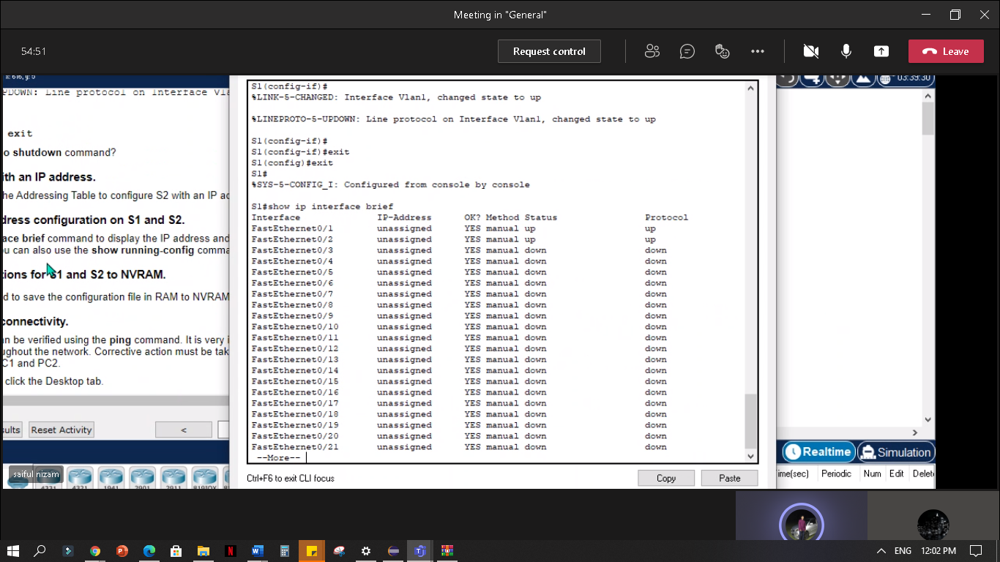 Meeting in "General"
54:51
Request control
Leave
x: 616, y: 5
03:39:30
PDOWN: Line protocol on Interface
exit
o shutdown command?
ith an IP address.
he Addressing Table to configure S2 with an IP
dress configuration on S1 and S2.
ace brief command to display the IP address and
ou can also use the show running-config comma
tions for S1 and S2 to NVRAM.
d to save the configuration file in RAM to NVRAM
connectivity.
an be verified using the ping command. It is very
ughout the network. Corrective action must be tak
C1 and PC2.
click the Desktop tab.
sults
Reset Activity
<
S1(config-if)#
%LINK-5-CHANGED: Interface Vlan1, changed state to up
%LINEPROTO-5-UPDOWN: Line protocol on Interface Vlan1, changed state to up
S1(config-if)#
S1(config-if)#exit
S1(config)#exit
S1#
%SYS-5-CONFIG_I: Configured from console by console
S1#show ip interface brief
Interface IP-Address OK? Method Status Protocol
FastEthernet0/1 unassigned YES manual up up
FastEthernet0/2 unassigned YES manual up up
FastEthernet0/3 unassigned YES manual down down
FastEthernet0/4 unassigned YES manual down down
FastEthernet0/5 unassigned YES manual down down
FastEthernet0/6 unassigned YES manual down down
FastEthernet0/7 unassigned YES manual down down
FastEthernet0/8 unassigned YES manual down down
FastEthernet0/9 unassigned YES manual down down
FastEthernet0/10 unassigned YES manual down down
FastEthernet0/11 unassigned YES manual down down
FastEthernet0/12 unassigned YES manual down down
FastEthernet0/13 unassigned YES manual down down
FastEthernet0/14 unassigned YES manual down down
FastEthernet0/15 unassigned YES manual down down
FastEthernet0/16 unassigned YES manual down down
FastEthernet0/17 unassigned YES manual down down
FastEthernet0/18 unassigned YES manual down down
FastEthernet0/19 unassigned YES manual down down
FastEthernet0/20 unassigned YES manual down down
FastEthernet0/21 unassigned YES manual down down
--More--
Ctrl+F6 to exit CLI focus
Copy
Paste
Realtime
Simulation
ime(sec) Periodic Num Edit Delet
saiful nizam
4321 4321 1941 2901 2911 819IOX
ENG 12:02 PM